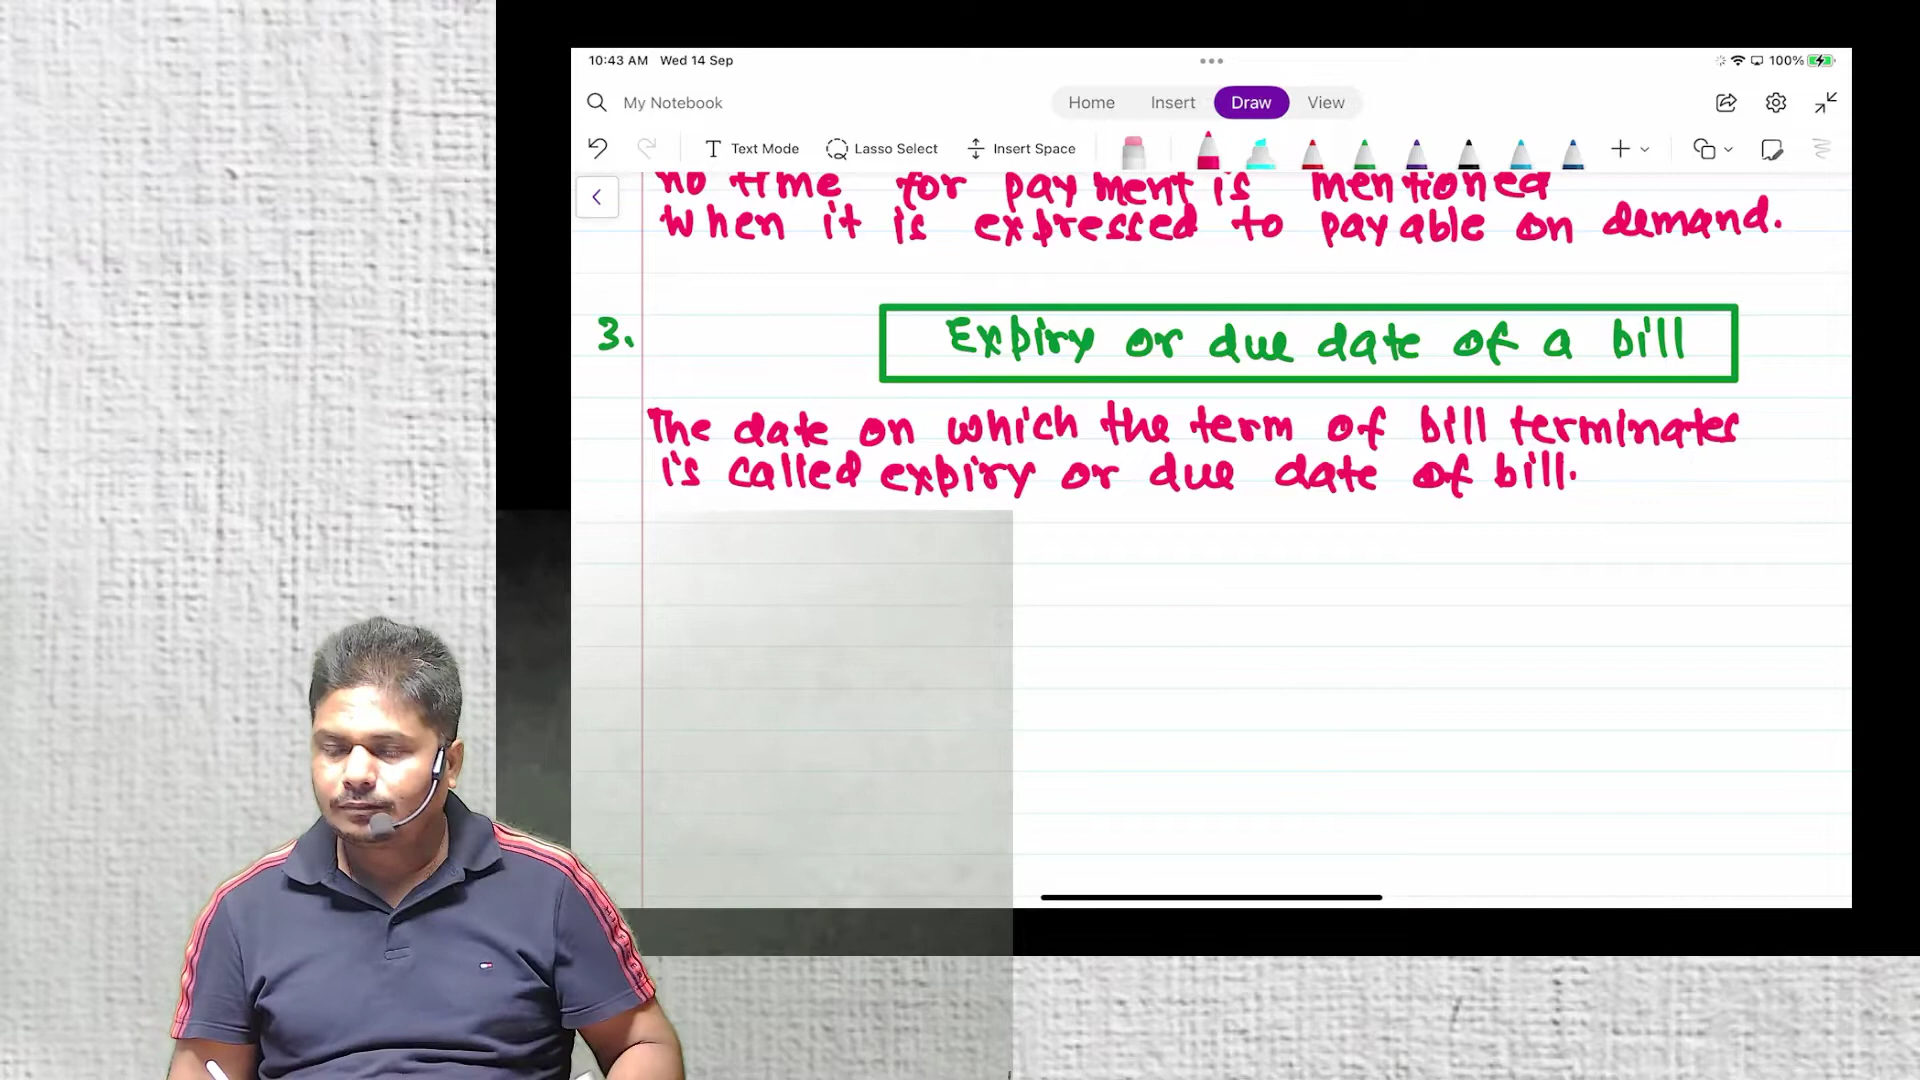 10:43 AM Wed 14 Sep
100%
My Notebook
Home Insert Draw View
Text Mode Lasso Select Insert Space
no time for payment is mentioned
when it is expressed to payable on demand.
3. Expiry or due date of a bill
The date on which the term of bill terminates
is called expiry or due date of bill.